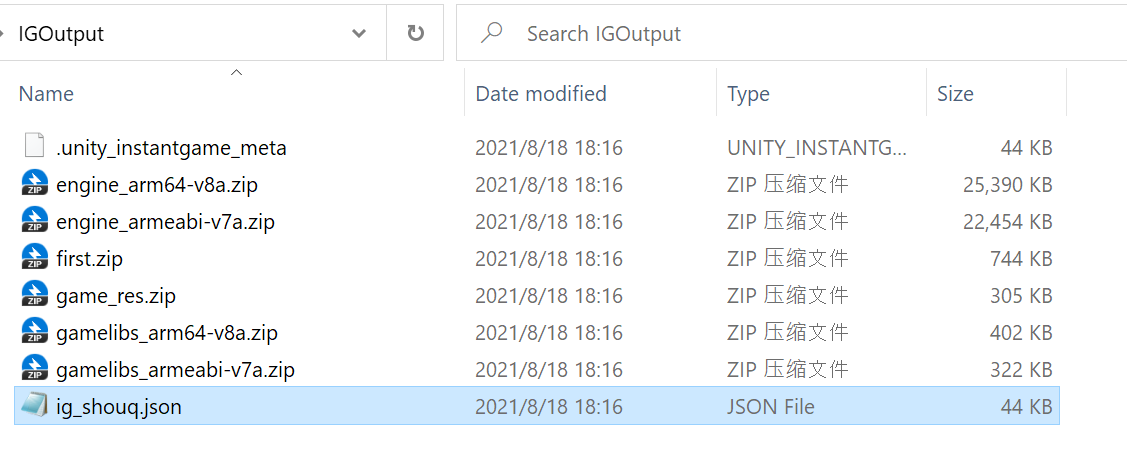 IGOutput
Search IGOutput
Name Date modified Type Size
.unity_instantgame_meta 2021/8/18 18:16 UNITY_INSTANTG... 44 KB
ZIP engine_arm64-v8a.zip 2021/8/18 18:16 ZIP 压缩文件 25,390 KB
ZIP engine_armeabi-v7a.zip 2021/8/18 18:16 ZIP 压缩文件 22,454 KB
ZIP first.zip 2021/8/18 18:16 ZIP 压缩文件 744 KB
ZIP game_res.zip 2021/8/18 18:16 ZIP 压缩文件 305 KB
ZIP gamelibs_arm64-v8a.zip 2021/8/18 18:16 ZIP 压缩文件 402 KB
ZIP gamelibs_armeabi-v7a.zip 2021/8/18 18:16 ZIP 压缩文件 322 KB
ig_shouq.json 2021/8/18 18:16 JSON File 44 KB